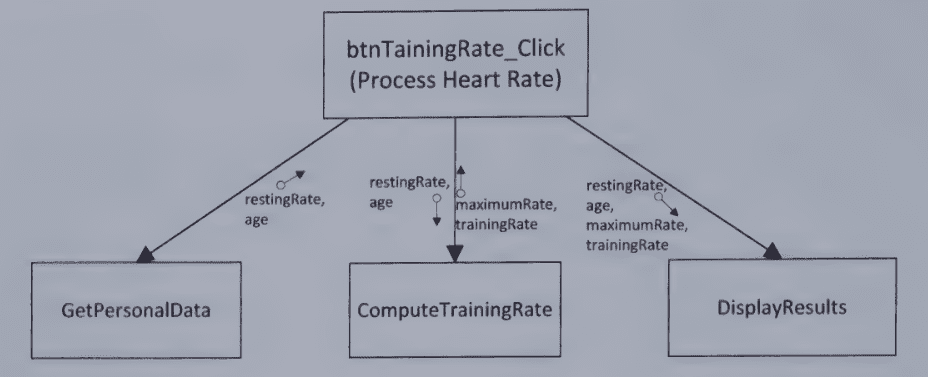 btnTainingRate_Click
(Process Heart Rate)
restingRate,
age
restingRate,
age
maximumRate,
trainingRate
restingRate,
age,
maximumRate,
trainingRate
GetPersonalData
ComputeTrainingRate
DisplayResults